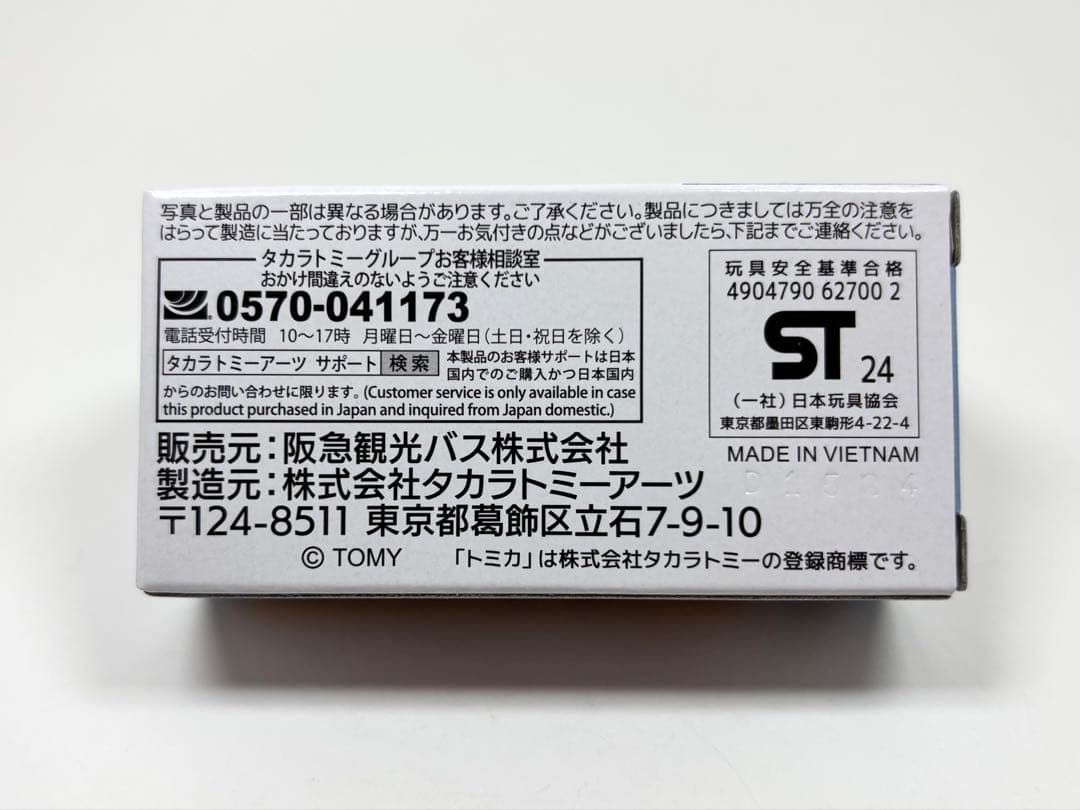 写真と製品の一部は異なる場合があります。ご了承ください。製品につきましては万全の注意を
はらって製造に当たっておりますが、万一お気付きの点などがございましたら、下記までご連絡ください。
タカラトミーグループお客様相談室
おかけ間違えのないようご注意ください
0570-041173
電話受付時間 10〜17時 月曜日〜金曜日(土日・祝日を除く)
タカラトミーアーツ サポート 検索 本製品のお客様サポートは日本
国内でのご購入かつ日本国内
からのお問い合わせに限ります。(Customer service is only available in case
this product purchased in Japan and inquired from Japan domestic.)
玩具安全基準合格
4904790 62700 2
ST 24
(一社)日本玩具協会
東京都墨田区東駒形4-22-4
MADE IN VIETNAM
販売元:阪急観光バス株式会社
製造元:株式会社タカラトミーアーツ
〒124-8511 東京都葛飾区立石7-9-10
© TOMY 「トミカ」は株式会社タカラトミーの登録商標です。